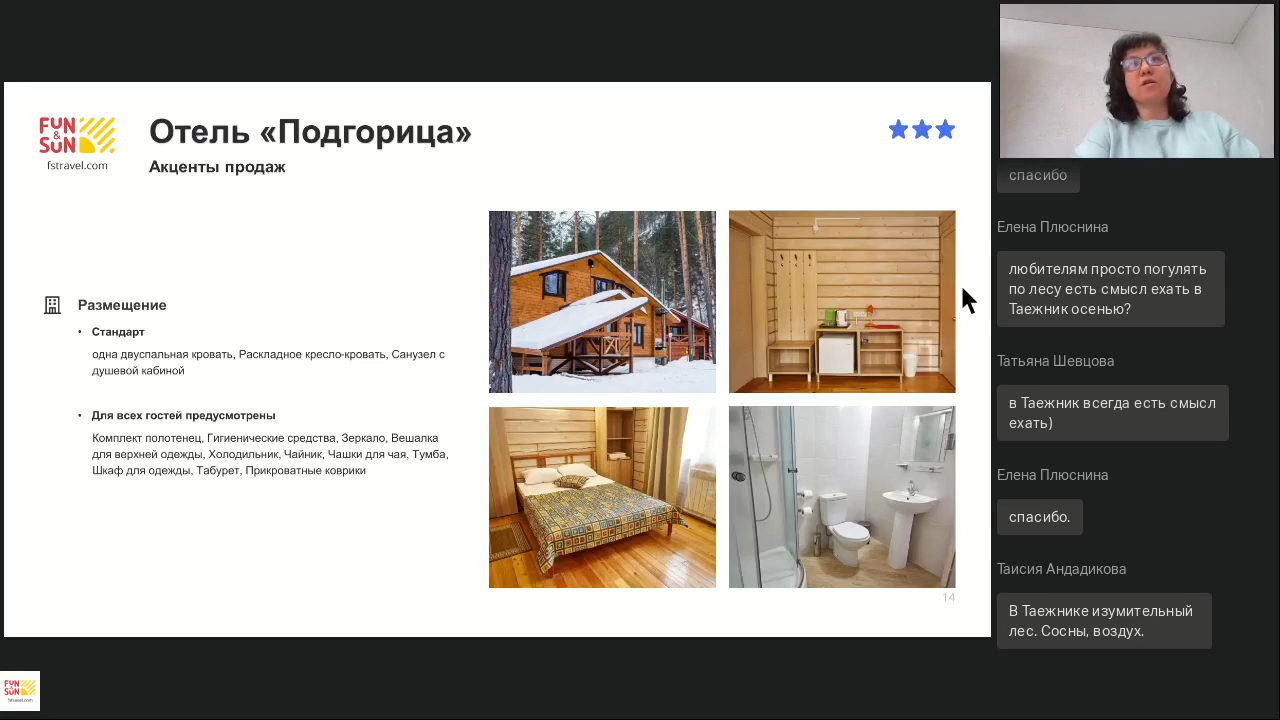 FUN
&
SUN
fstravel.com
Отель «Подгорица»
Акценты продаж
Размещение
• Стандарт
одна двуспальная кровать, Раскладное кресло-кровать, Санузел с
душевой кабиной
• Для всех гостей предусмотрены
Комплект полотенец, Гигиенические средства, Зеркало, Вешалка
для верхней одежды, Холодильник, Чайник, Чашки для чая, Тумба,
Шкаф для одежды, Табурет, Прикроватные коврики
14
спасибо
Елена Плюснина
любителям просто погулять
по лесу есть смысл ехать в
Таежник осенью?
Татьяна Шевцова
в Таежник всегда есть смысл
ехать)
Елена Плюснина
спасибо.
Таисия Андадикова
В Таежнике изумительный
лес. Сосны, воздух.
FUN
&
SUN
fstravel.com